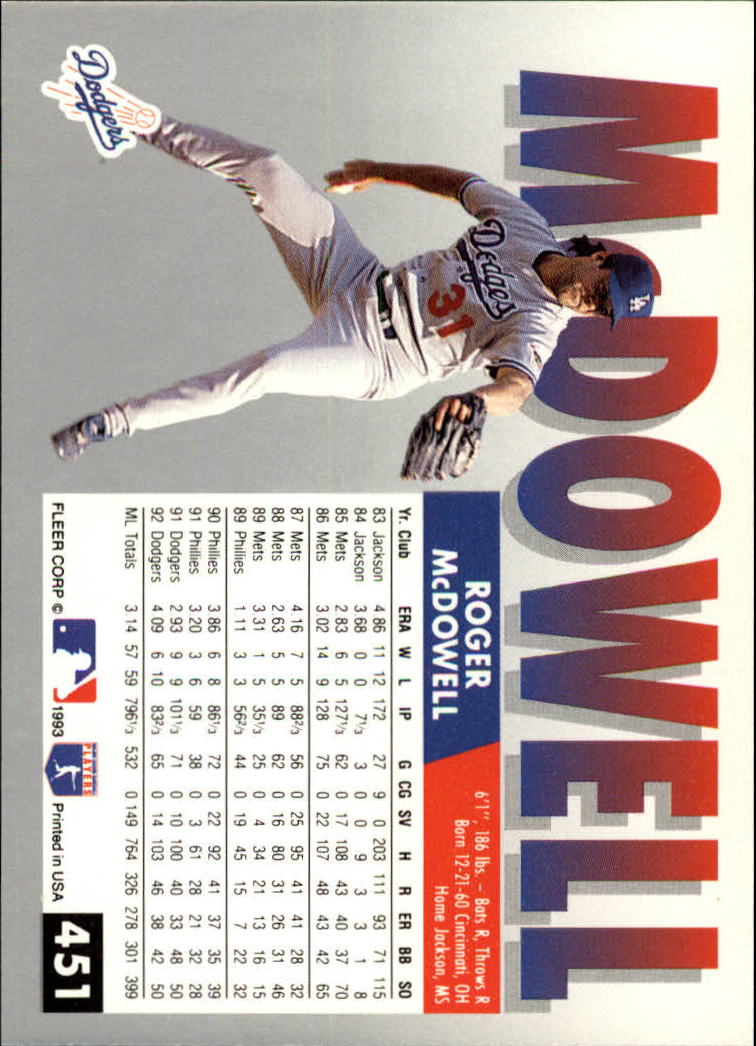 McDOWELL
Dodgers
Dodgers
31
LA
ROGER
McDOWELL
6'1", 186 lbs. – Bats R, Throws R
Born 12-21-60 Cincinnati, OH
Home Jackson, MS
Yr. Club ERA W L IP G CG SV H R ER BB SO
83 Jackson 4.86 11 12 172 27 9 0 203 111 93 71 115
84 Jackson 3.68 0 0 7⅓ 3 0 0 9 3 3 1 8
85 Mets 2.83 6 5 127⅓ 62 0 17 108 43 40 37 70
86 Mets 3.02 14 9 128 75 0 22 107 48 43 42 65
87 Mets 4.16 7 5 88⅔ 56 0 25 95 41 41 28 32
88 Mets 2.63 5 5 89 62 0 16 80 31 26 31 46
89 Mets 3.31 1 5 35⅓ 25 0 4 34 21 13 16 15
89 Phillies 1.11 3 3 56⅔ 44 0 19 45 15 7 22 32
90 Phillies 3.86 6 8 86⅓ 72 0 22 92 41 37 35 39
91 Phillies 3.20 3 6 59 38 0 3 61 28 21 32 28
91 Dodgers 2.93 6 3 101⅓ 71 0 10 100 40 33 48 50
92 Dodgers 4.09 6 10 83⅔ 65 0 14 103 46 38 42 50
ML Totals 3.14 57 59 796⅓ 532 0 149 764 326 278 301 399
FLEER CORP © 1993 PLAYERS Printed in USA
451